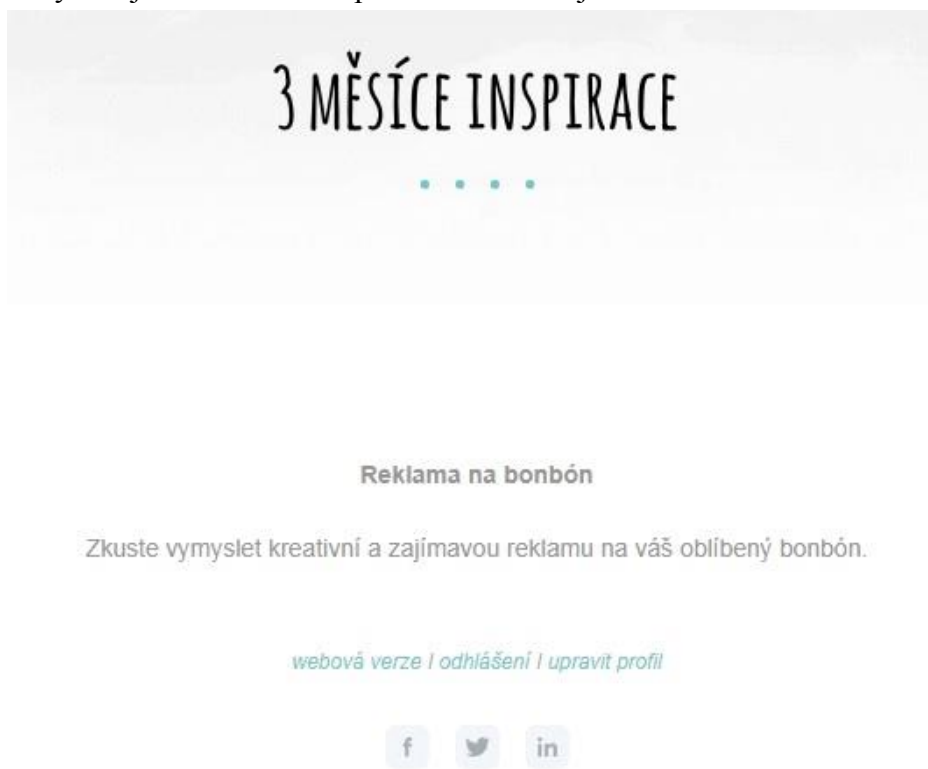 3 MĚSÍCE INSPIRACE
Reklama na bonbón
Zkuste vymyslet kreativní a zajímavou reklamu na váš oblíbený bonbón.
webová verze I odhlášení I upravit profil
f in